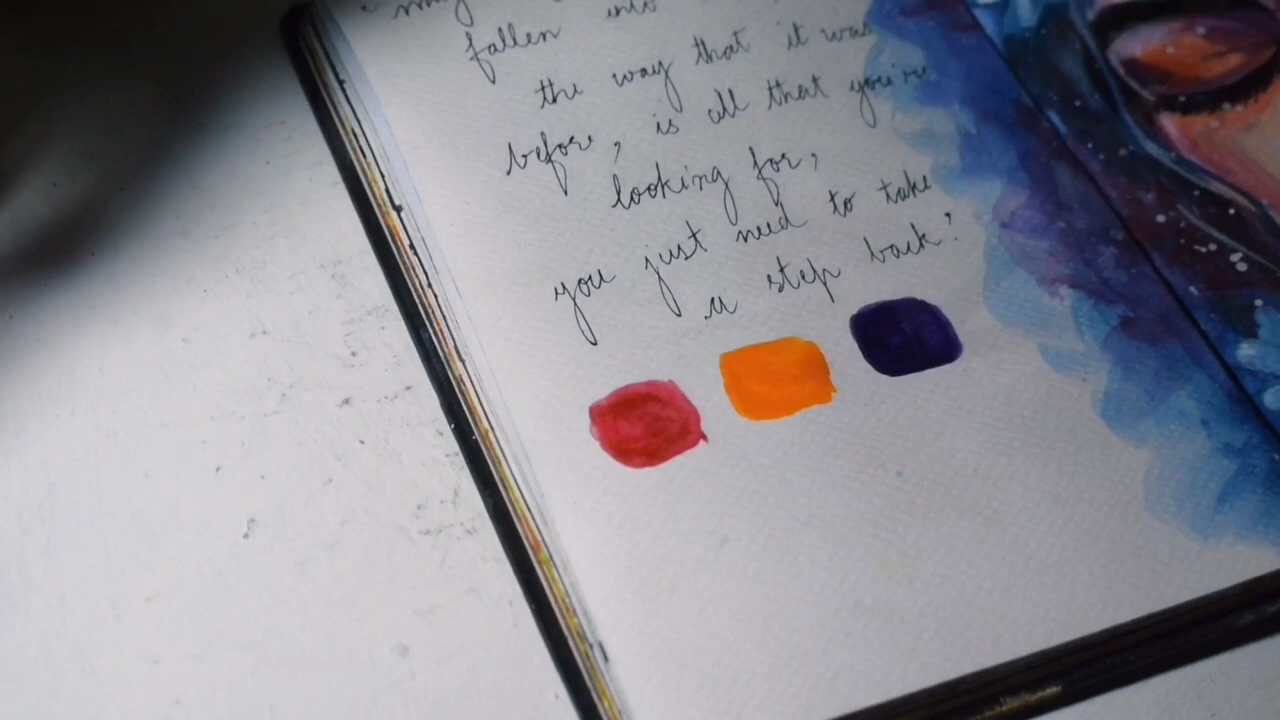 fallen into
the way that it was
before, is all that you're
looking for,
you just need to take
a step back.'